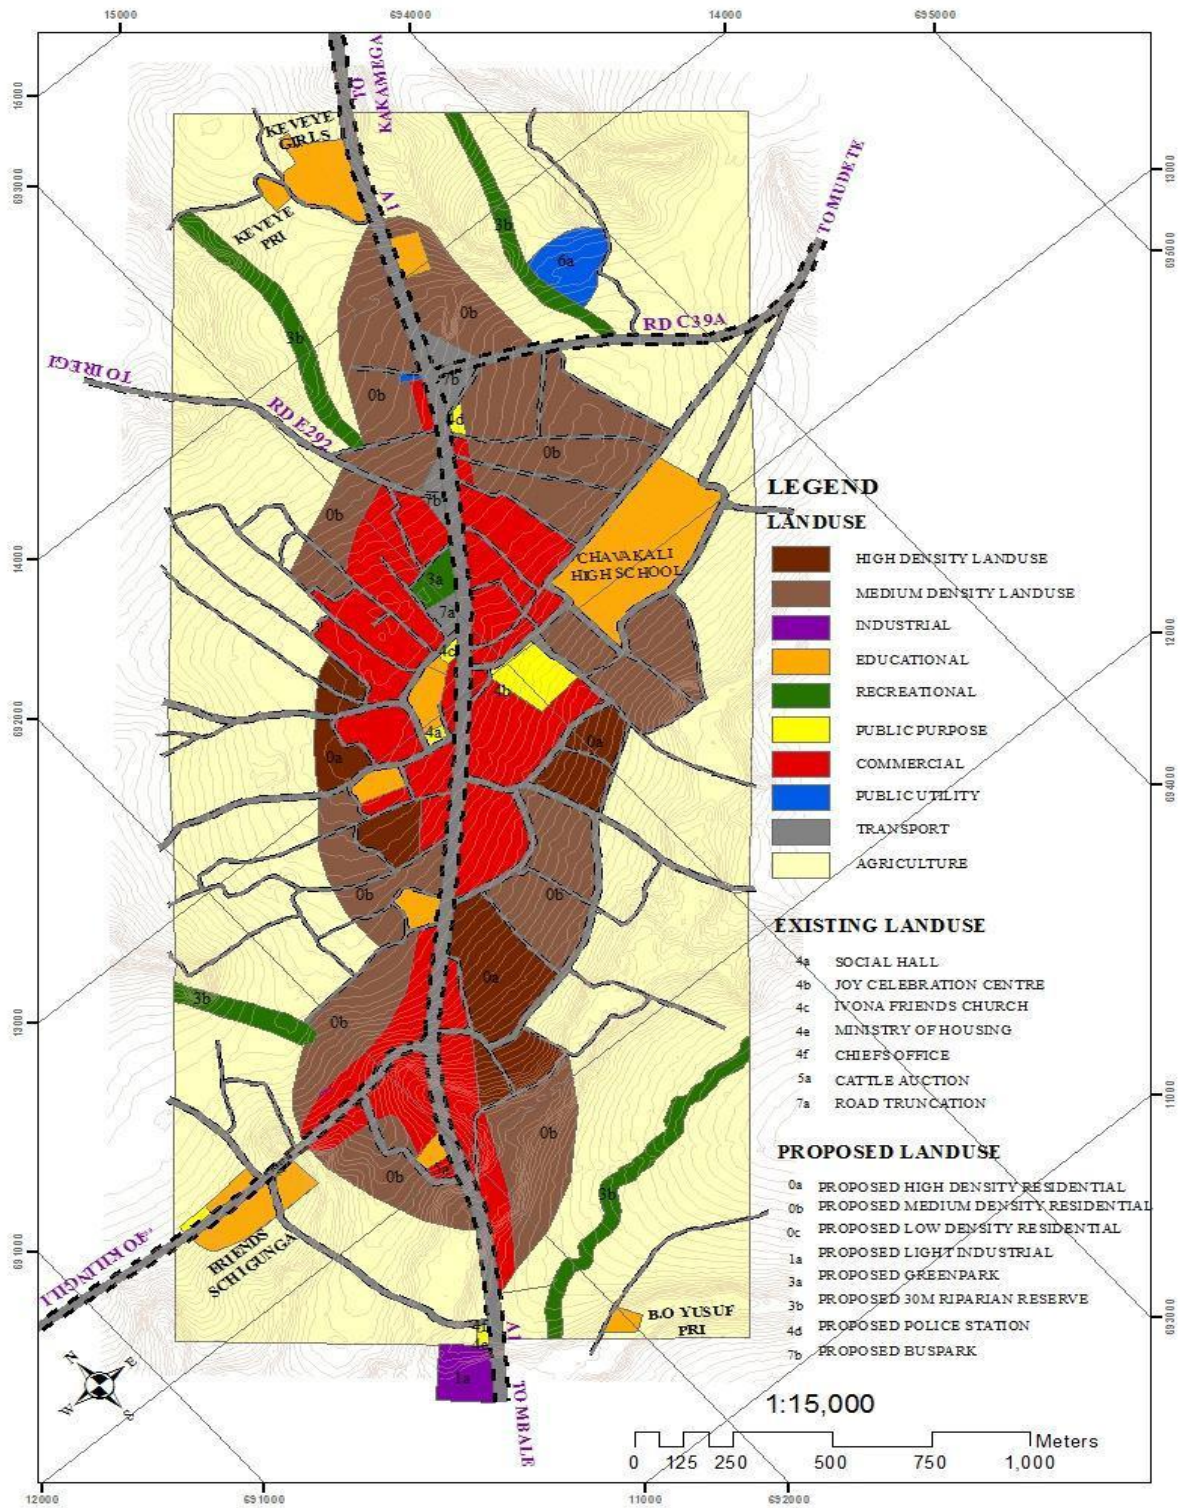 15000
694000
14000
695000
16000
693000
14000
692000
13000
691000
13000
696000
12000
694000
11000
693000
TO
KAKAMEGA
A1
KEVEYE
GIRLS
KEVEYE
PRI
3b
6a
TO MUDETE
0b
RD C39A
3b
TO IREGI
RD E292
7b
0b
4d
0b
7b
0b
CHAVAKALI
HIGH SCHOOL
3a
7a
4c
4b
4a
0a
0a
0b
0b
0a
3b
0b
0b
0b
3b
TO KILINGILI
FRIENDS
SCH IGUNGA
B.O YUSUF
PRI
A1
4e
1a
TO MBALE
N
E
W
S
LEGEND
LANDUSE
HIGH DENSITY LANDUSE
MEDIUM DENSITY LANDUSE
INDUSTRIAL
EDUCATIONAL
RECREATIONAL
PUBLIC PURPOSE
COMMERCIAL
PUBLIC UTILITY
TRANSPORT
AGRICULTURE
EXISTING LANDUSE
4a SOCIAL HALL
4b JOY CELEBRATION CENTRE
4c IVONA FRIENDS CHURCH
4e MINISTRY OF HOUSING
4f CHIEFS OFFICE
5a CATTLE AUCTION
7a ROAD TRUNCATION
PROPOSED LANDUSE
0a PROPOSED HIGH DENSITY RESIDENTIAL
0b PROPOSED MEDIUM DENSITY RESIDENTIAL
0c PROPOSED LOW DENSITY RESIDENTIAL
1a PROPOSED LIGHT INDUSTRIAL
3a PROPOSED GREENPARK
3b PROPOSED 30M RIPARIAN RESERVE
4d PROPOSED POLICE STATION
7b PROPOSED BUSPARK
1:15,000
Meters
0 125 250 500 750 1,000
12000
691000
11000
692000